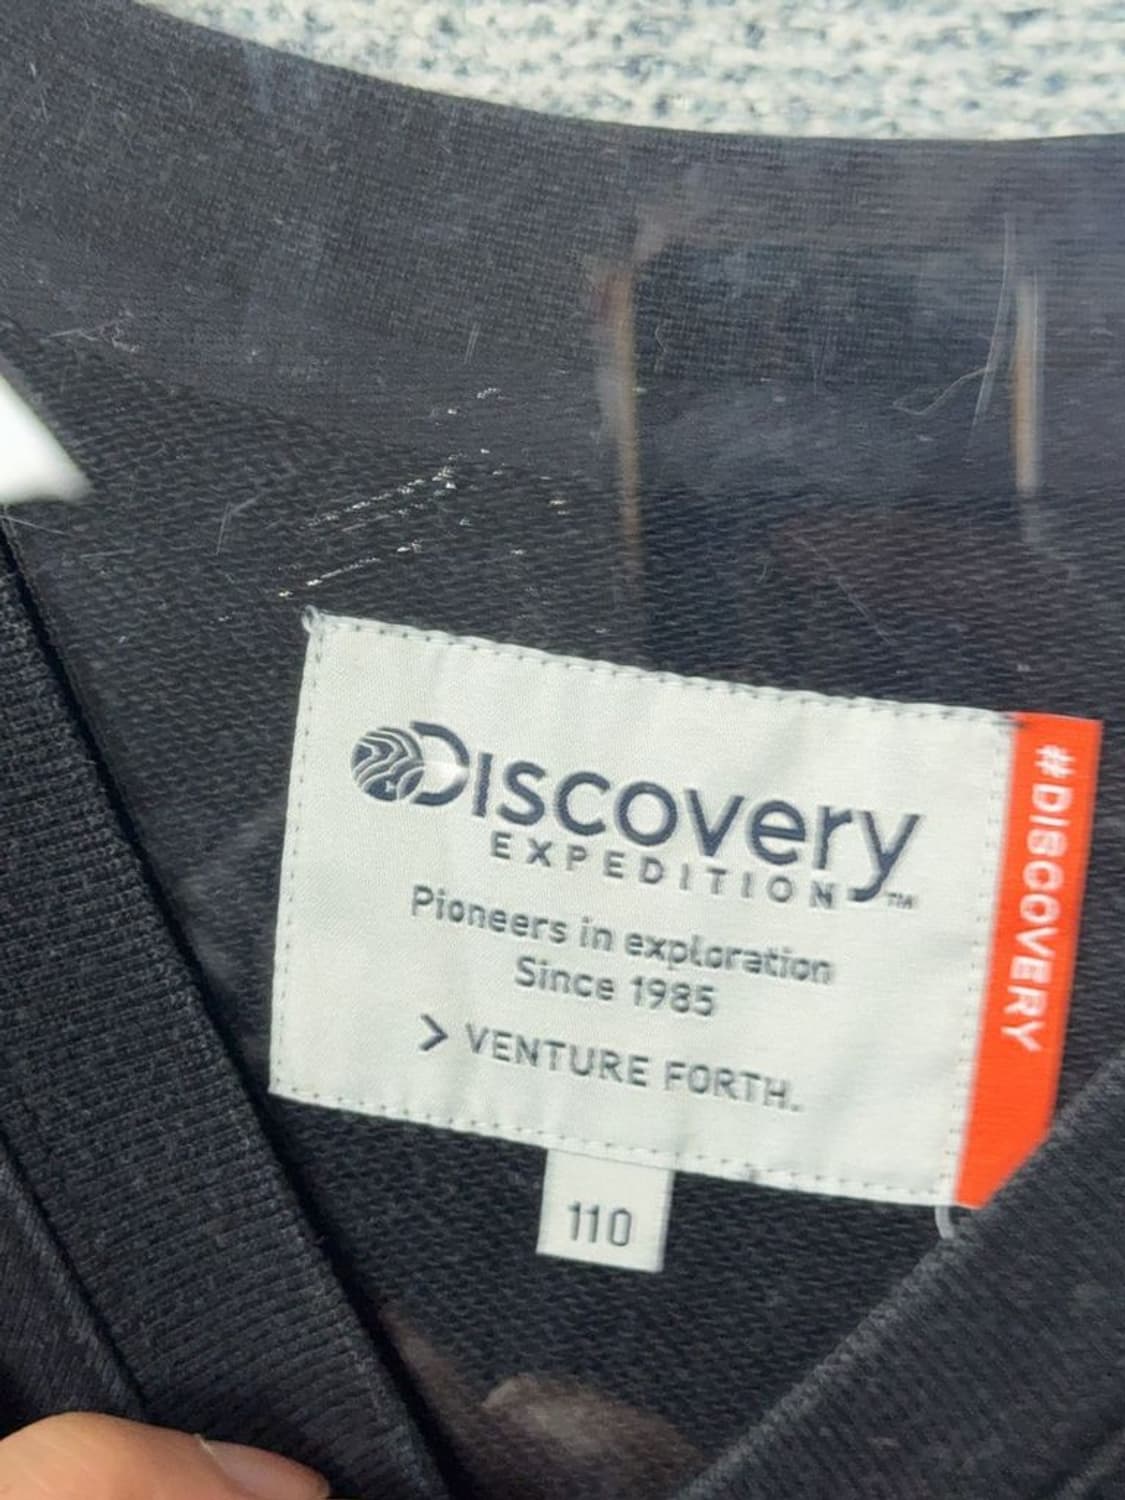 Discovery
EXPEDITION™
Pioneers in exploration
Since 1985
> VENTURE FORTH.
#DISCOVERY
110